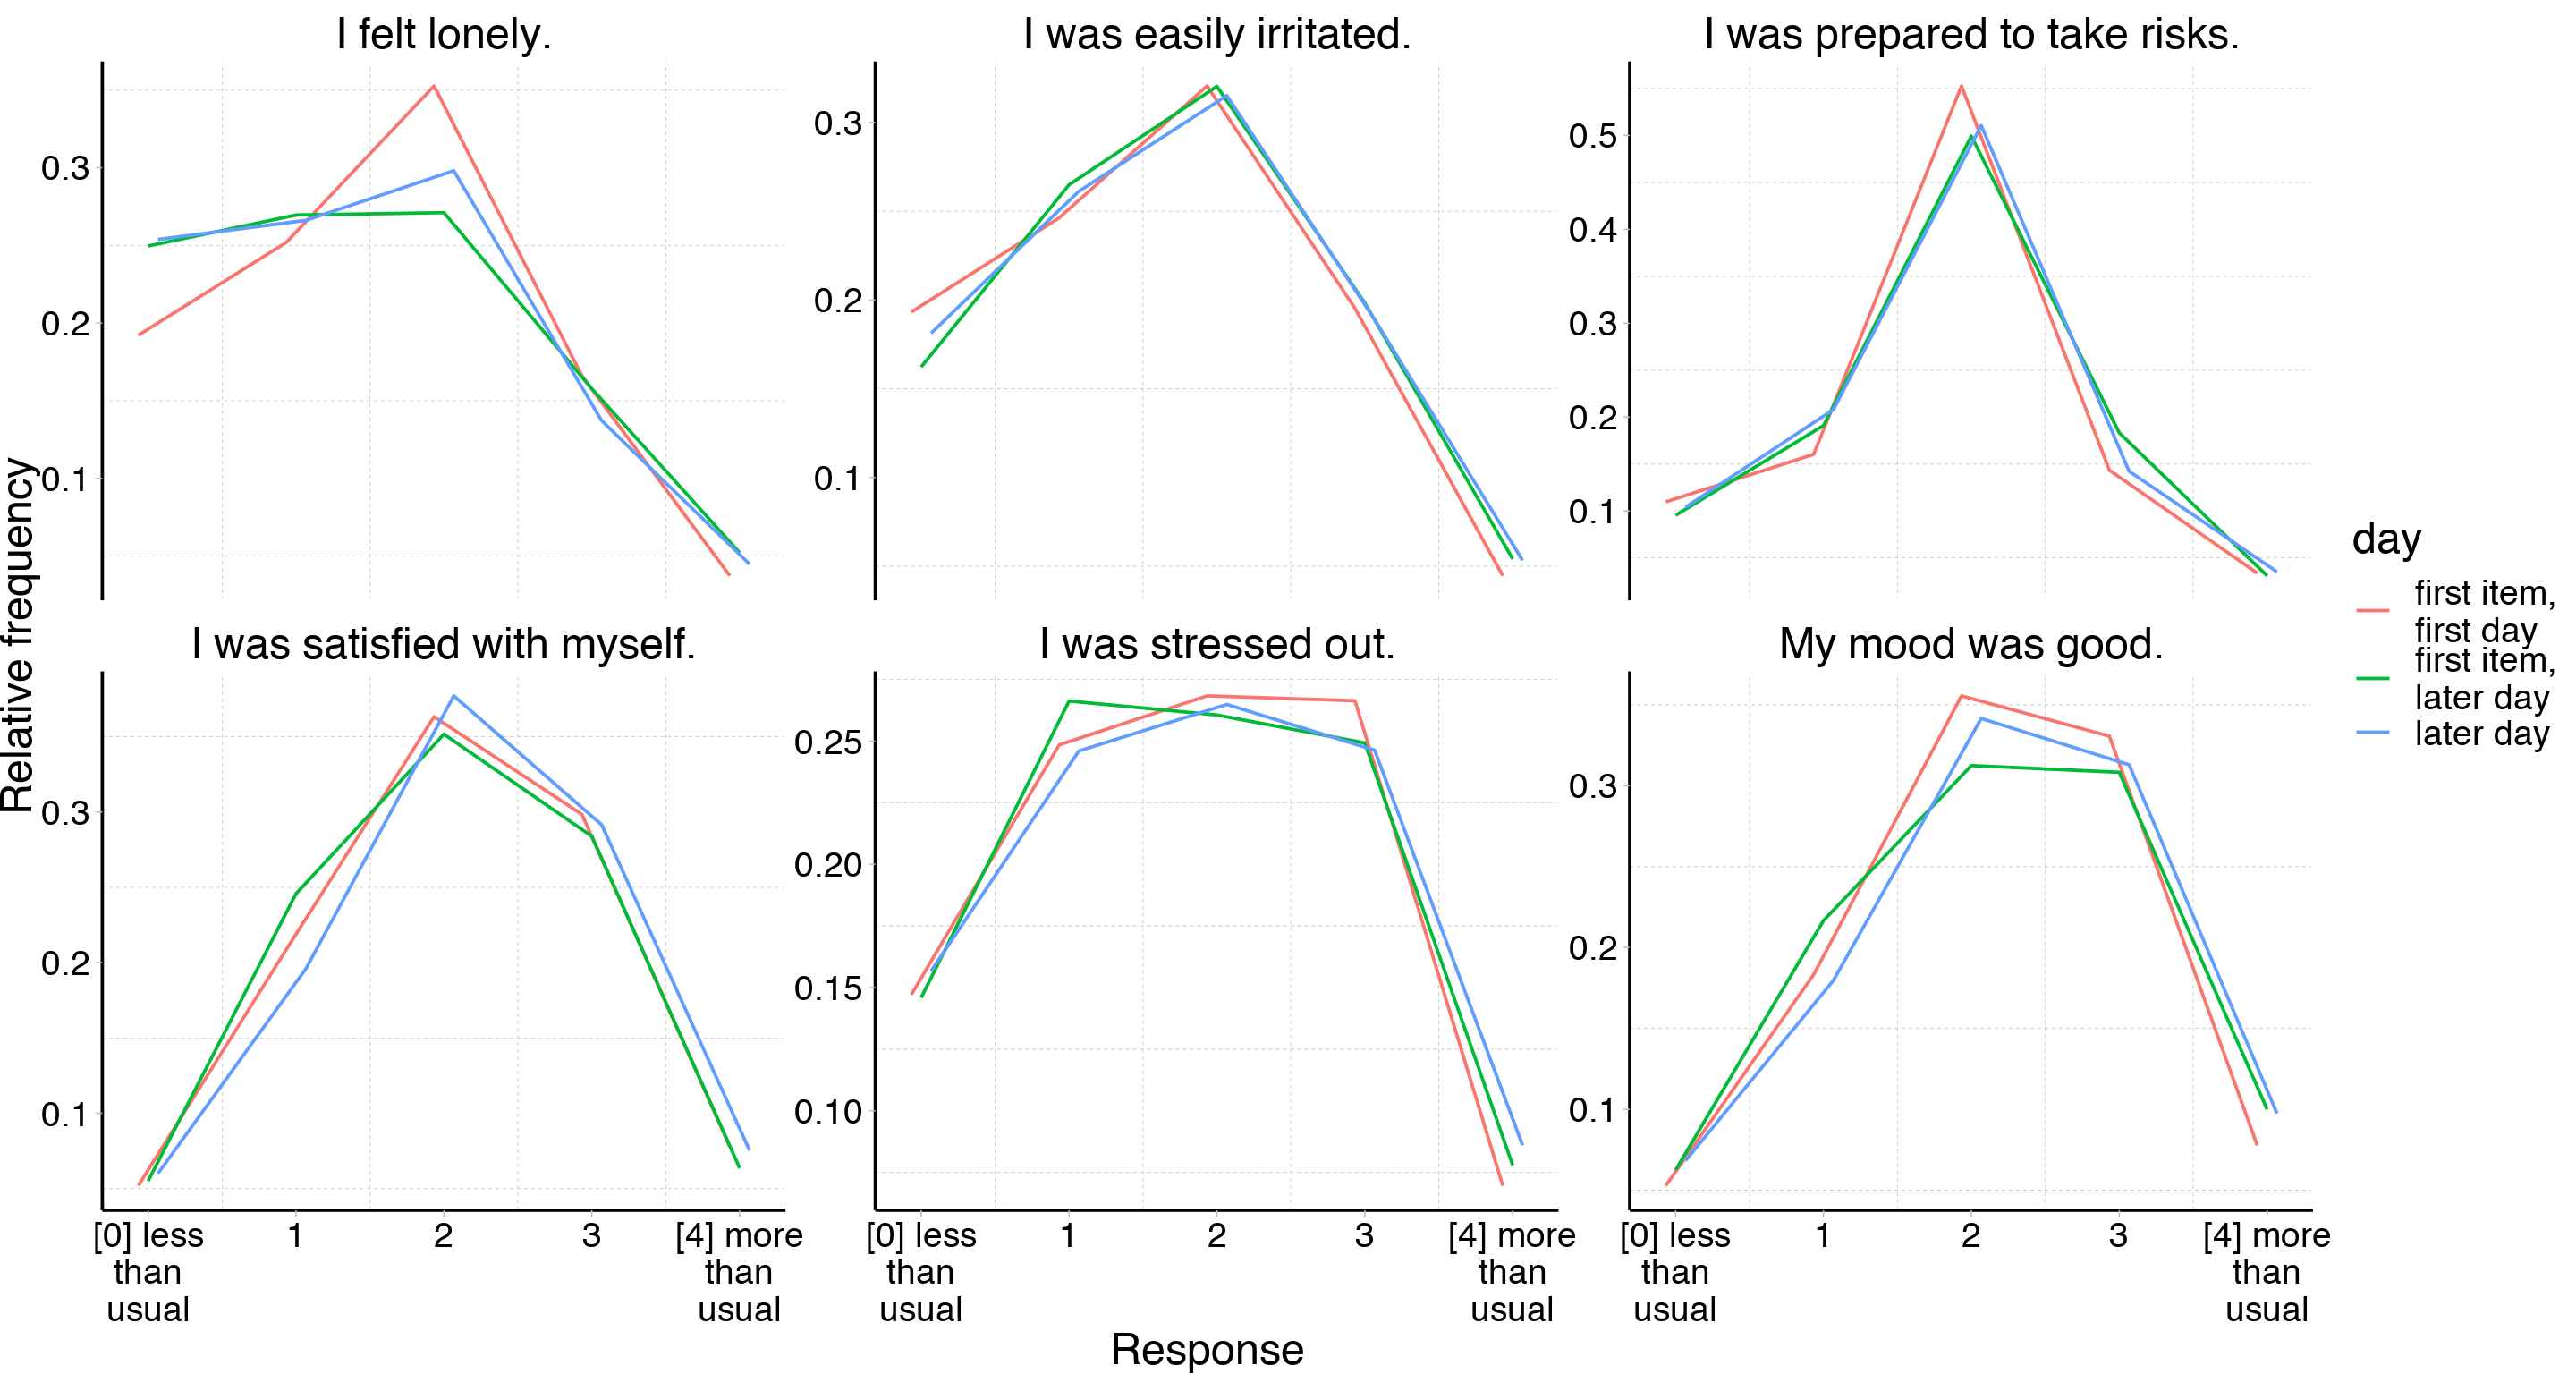 I felt lonely.
I was easily irritated.
I was prepared to take risks.
0.3
0.2
0.1
0.3
0.2
0.1
0.5
0.4
0.3
0.2
0.1
I was satisfied with myself.
I was stressed out.
My mood was good.
0.3
0.2
0.1
0.25
0.20
0.15
0.10
0.3
0.2
0.1
[0] less
than
usual
1
2
3
[4] more
than
usual
[0] less
than
usual
1
2
3
[4] more
than
usual
[0] less
than
usual
1
2
3
[4] more
than
usual
Response
Relative frequency
day
first item,
first day
first item,
later day
later day